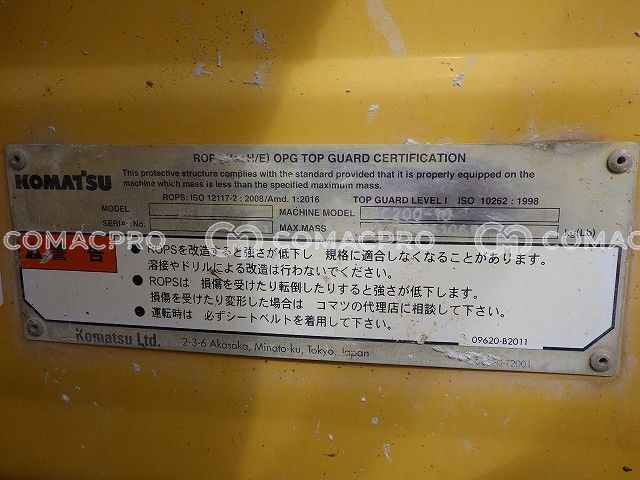 ROPS (for H/E) OPG TOP GUARD CERTIFICATION
KOMATSU
This protective structure complies with the standard provided that it is properly equipped on the
machine which mass is less than the specified maximum mass.
ROPS: ISO 12117-2 : 2008/Amd. 1:2016 TOP GUARD LEVEL I ISO 10262 : 1998
MODEL MACHINE MODEL C200-10
SERIAL No. MAX.MASS kg(Lb)
COMACPRO COMACPRO COMACPRO
警 告
● ROPSを改造すると強さが低下し 規格に適合しなくなることがあります。
溶接やドリルによる改造は行わないでください。
● ROPSは 損傷を受けたり転倒したりすると強さが低下します。
損傷を受けたり変形した場合は コマツの代理店に相談して下さい。
● 運転時は 必ずシートベルトを着用して下さい。
09620-B2011
Komatsu Ltd. 2-3-6 Akasaka, Minato-ku, Tokyo, Japan